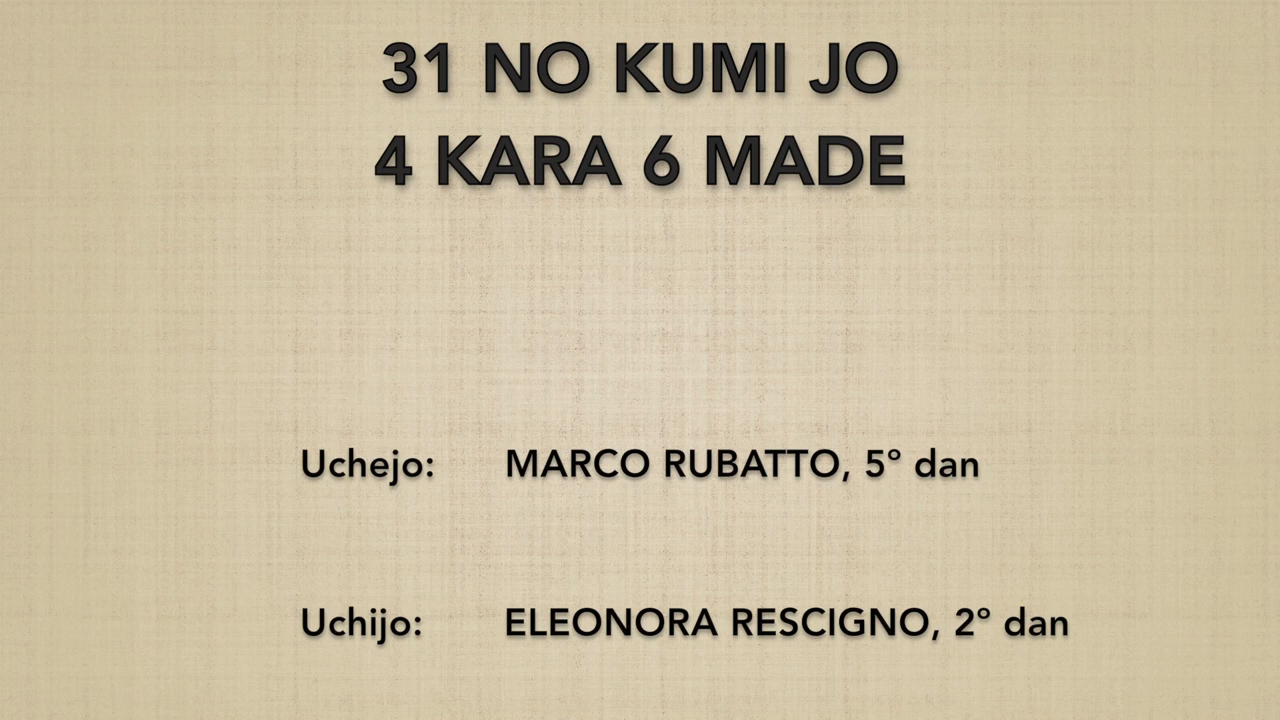 31 NO KUMI JO
4 KARA 6 MADE
Uchejo: MARCO RUBATTO, 5° dan
Uchijo: ELEONORA RESCIGNO, 2° dan